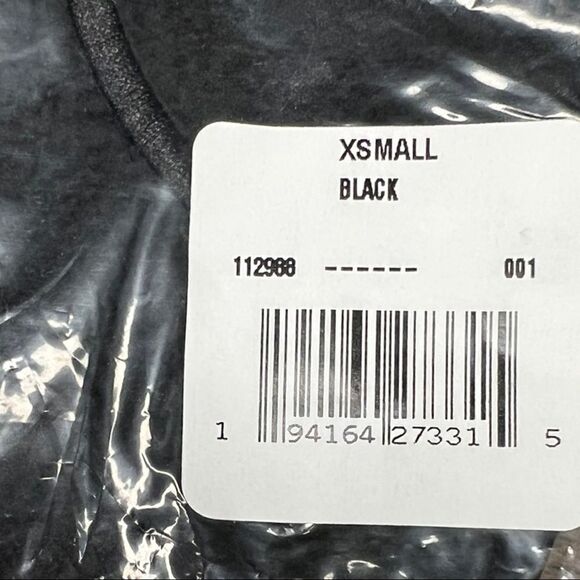 XSMALL
BLACK
112988 ------ 001
1 94164 27331 5